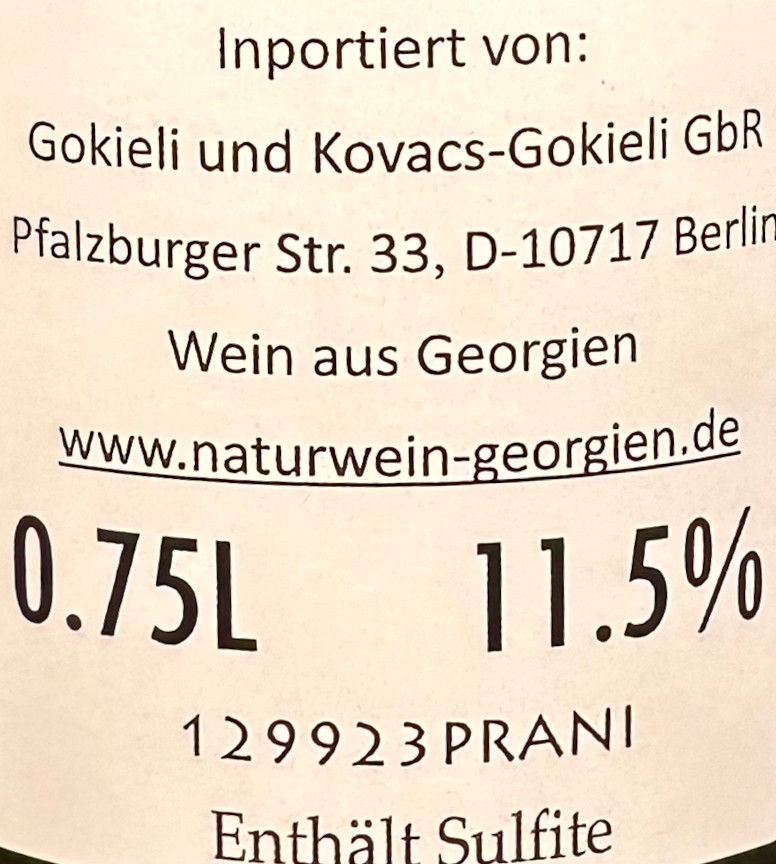 Inportiert von:
Gokieli und Kovacs-Gokieli GbR
Pfalzburger Str. 33, D-10717 Berlin
Wein aus Georgien
www.naturwein-georgien.de
0.75L 11.5%
129923PRANI
Enthält Sulfite